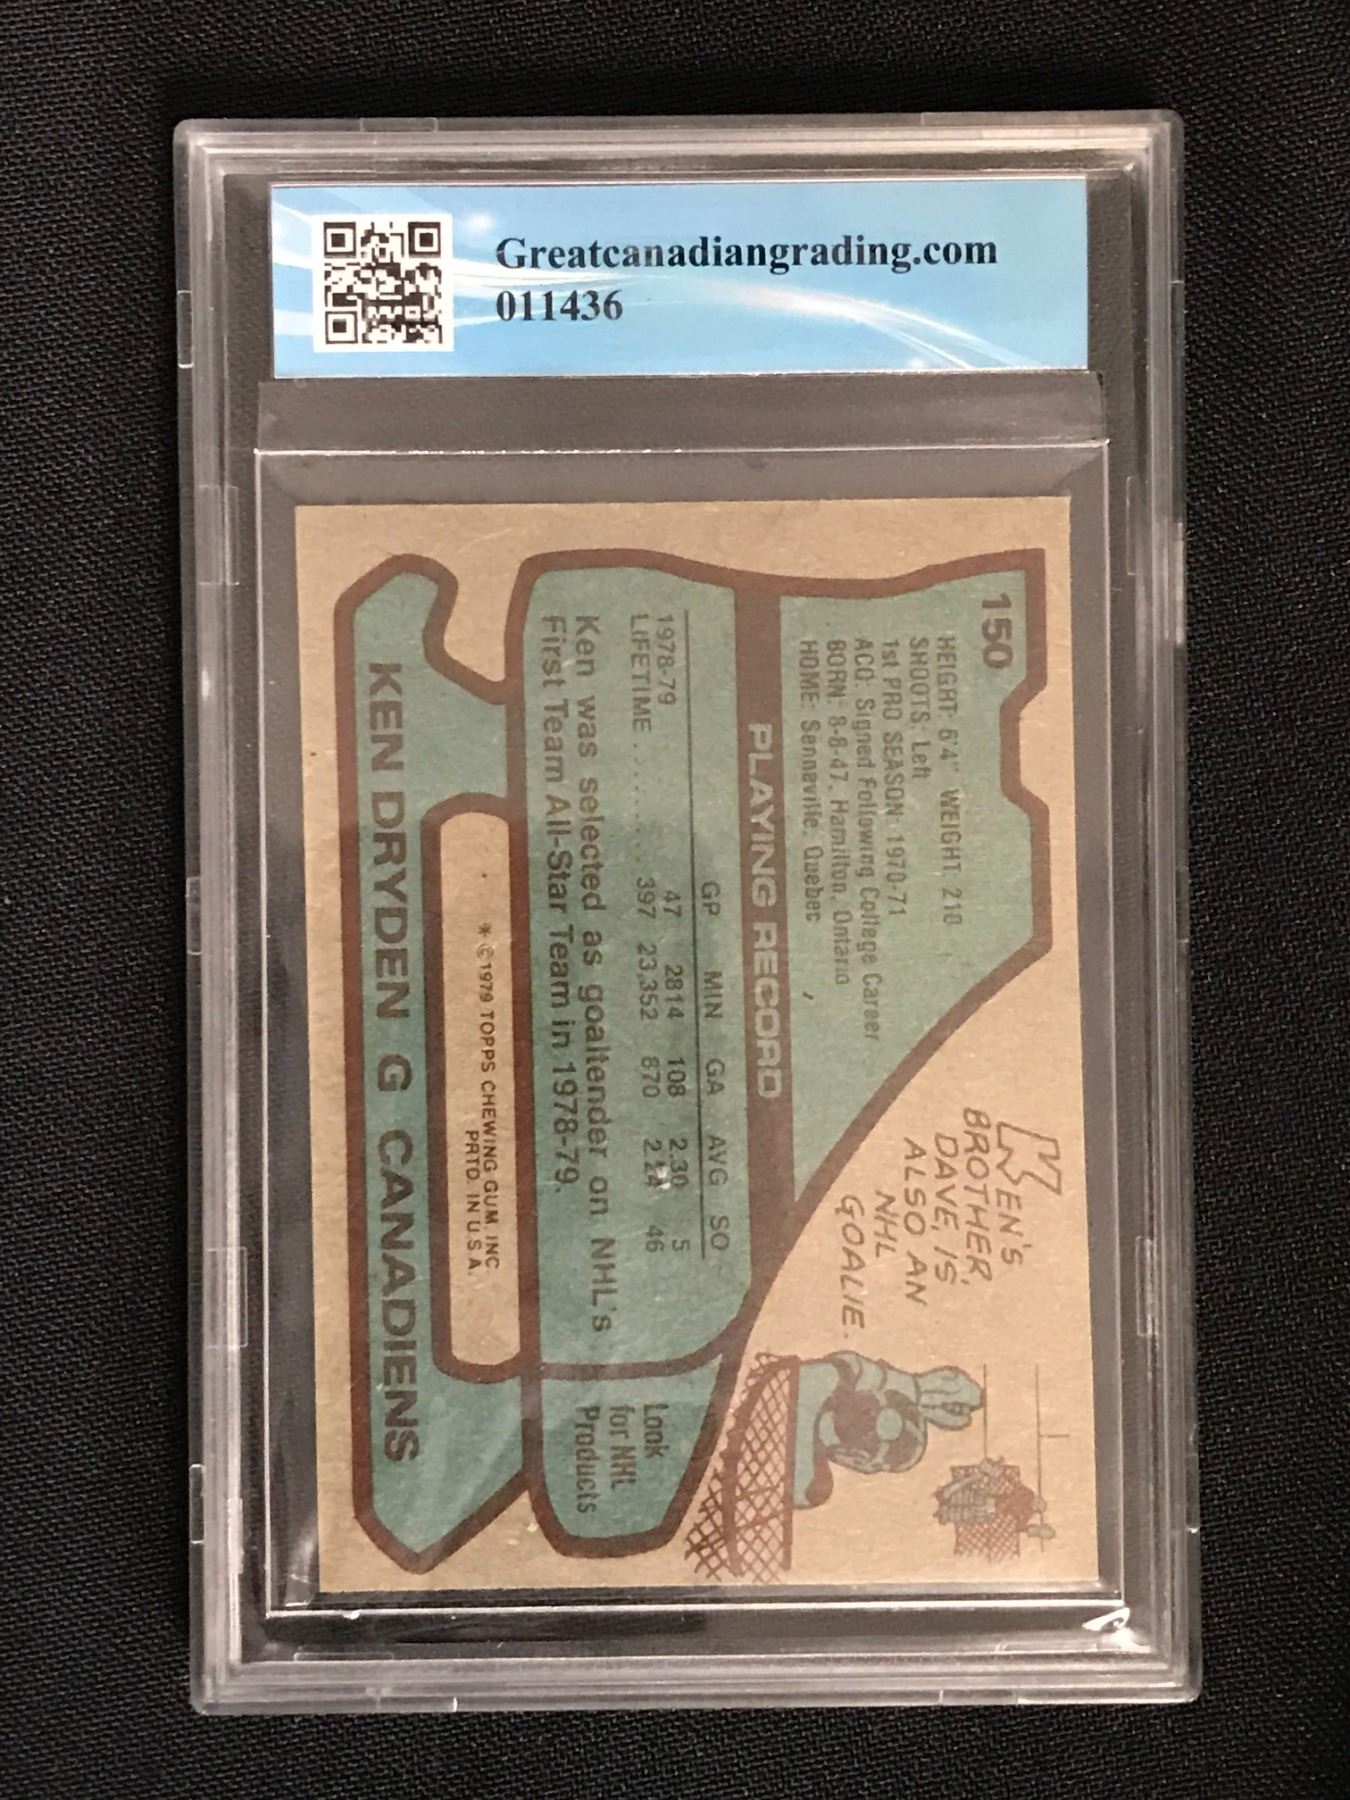 Greatcanadiangrading.com
011436
150
HEIGHT: 6'4" WEIGHT: 210
SHOOTS: Left
1st PRO SEASON: 1970-71
ACQ: Signed Following College Career
BORN: 8-8-47, Hamilton, Ontario
HOME: Senneville, Quebec
KEN'S
BROTHER,
DAVE, IS
ALSO AN
NHL
GOALIE.
PLAYING RECORD
GP MIN GA AVG SO
1978-79 47 2814 108 2.30 5
LIFETIME ........ 397 23,352 870 2.24 46
Ken was selected as goaltender on NHL's
First Team All-Star Team in 1978-79.
Look
for NHL
Products
* ©1979 TOPPS CHEWING GUM, INC
PRTD. IN U.S.A.
KEN DRYDEN G CANADIENS